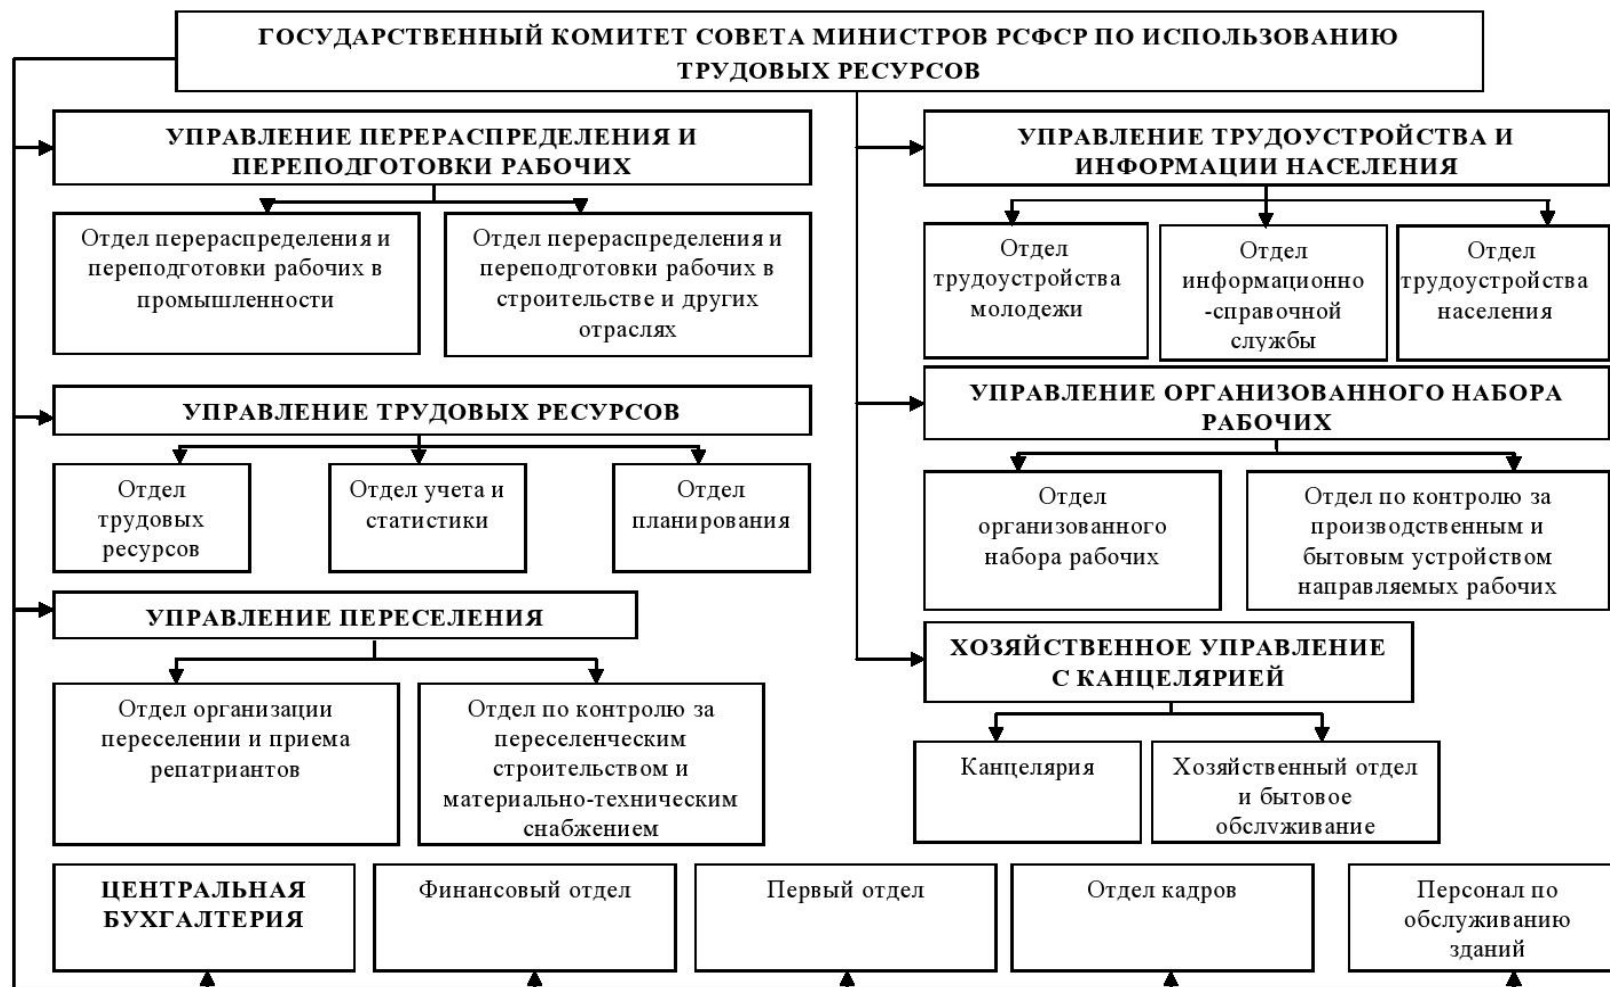 ГОСУДАРСТВЕННЫЙ КОМИТЕТ СОВЕТА МИНИСТРОВ РСФСР ПО ИСПОЛЬЗОВАНИЮ
ТРУДОВЫХ РЕСУРСОВ
УПРАВЛЕНИЕ ПЕРЕРАСПРЕДЕЛЕНИЯ И
ПЕРЕПОДГОТОВКИ РАБОЧИХ
Отдел перераспределения и
переподготовки рабочих в
промышленности
Отдел перераспределения и
переподготовки рабочих в
строительстве и других
отраслях
УПРАВЛЕНИЕ ТРУДОУСТРОЙСТВА И
ИНФОРМАЦИИ НАСЕЛЕНИЯ
Отдел
трудоустройства
молодежи
Отдел
информационно
-справочной
службы
Отдел
трудоустройства
населения
УПРАВЛЕНИЕ ТРУДОВЫХ РЕСУРСОВ
Отдел
трудовых
ресурсов
Отдел учета и
статистики
Отдел
планирования
УПРАВЛЕНИЕ ОРГАНИЗОВАННОГО НАБОРА
РАБОЧИХ
Отдел
организованного
набора рабочих
Отдел по контролю за
производственным и
бытовым устройством
направляемых рабочих
УПРАВЛЕНИЕ ПЕРЕСЕЛЕНИЯ
Отдел организации
переселении и приема
репатриантов
Отдел по контролю за
переселенческим
строительством и
материально-техническим
снабжением
ХОЗЯЙСТВЕННОЕ УПРАВЛЕНИЕ
С КАНЦЕЛЯРИЕЙ
Канцелярия
Хозяйственный отдел
и бытовое
обслуживание
ЦЕНТРАЛЬНАЯ
БУХГАЛТЕРИЯ
Финансовый отдел
Первый отдел
Отдел кадров
Персонал по
обслуживанию
зданий